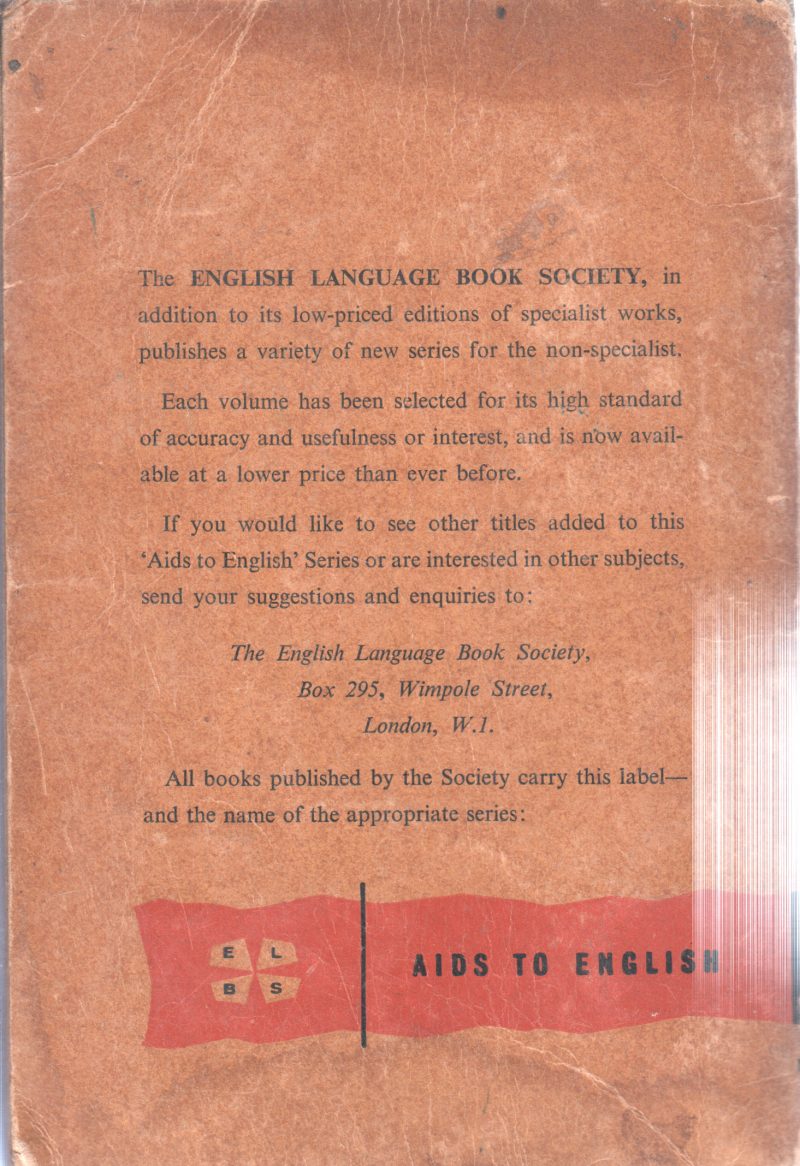 The ENGLISH LANGUAGE BOOK SOCIETY, in
addition to its low-priced editions of specialist works,
publishes a variety of new series for the non-specialist.
Each volume has been selected for its high standard
of accuracy and usefulness or interest, and is now avail-
able at a lower price than ever before.
If you would like to see other titles added to this
‘Aids to English’ Series or are interested in other subjects,
send your suggestions and enquiries to:
The English Language Book Society,
Box 295, Wimpole Street,
London, W.1.
All books published by the Society carry this label—
and the name of the appropriate series:
E L
B S
AIDS TO ENGLISH